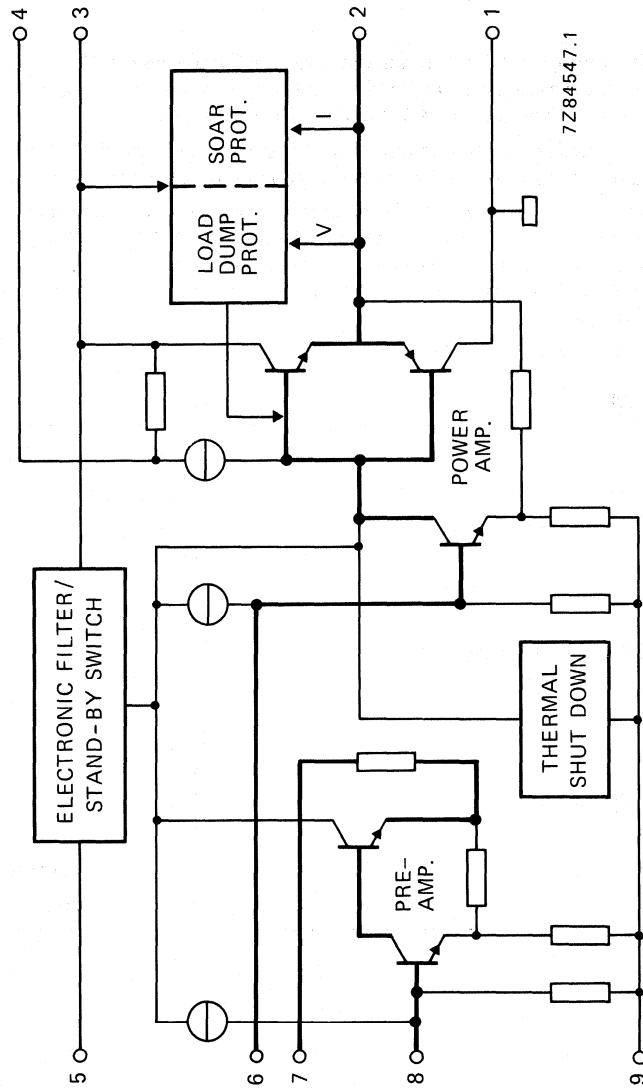 4
3
2
1
7Z84547.1
SOAR
PROT.
LOAD
DUMP
PROT.
I
V
POWER
AMP.
ELECTRONIC FILTER/
STAND-BY SWITCH
THERMAL
SHUT DOWN
PRE-
AMP.
5
6
7
8
9